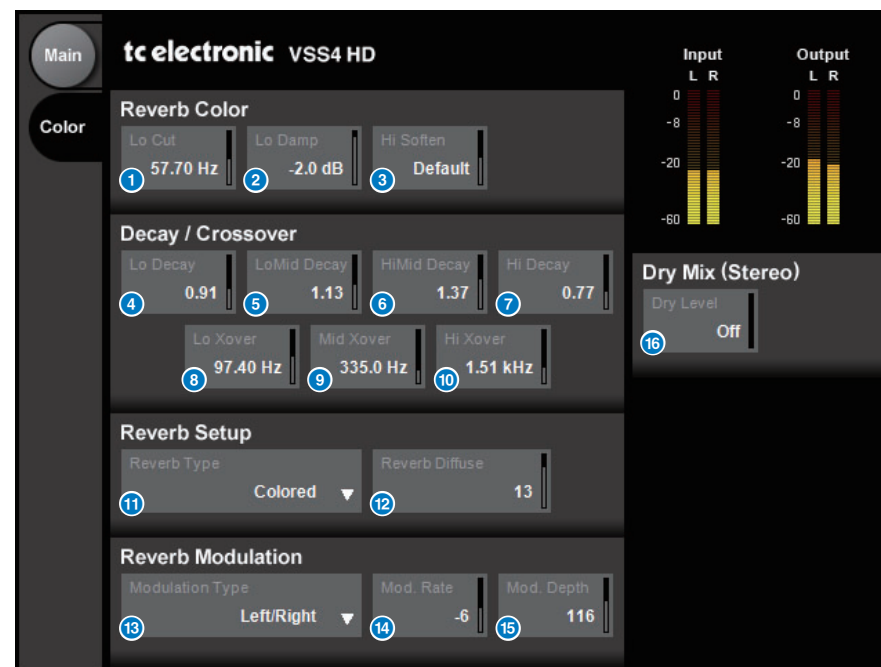 Main
Color
tc electronic VSS4 HD
Reverb Color
Lo Cut Lo Damp Hi Soften
1 57.70 Hz 2 -2.0 dB 3 Default
Decay / Crossover
Lo Decay LoMid Decay HiMid Decay Hi Decay
4 0.91 5 1.13 6 1.37 7 0.77
Lo Xover Mid Xover Hi Xover
8 97.40 Hz 9 335.0 Hz 10 1.51 kHz
Reverb Setup
Reverb Type Reverb Diffuse
11 Colored 12 13
Reverb Modulation
Modulation Type Mod. Rate Mod. Depth
13 Left/Right 14 -6 15 116
Input Output
L R L R
0 0
-8 -8
-20 -20
-60 -60
Dry Mix (Stereo)
Dry Level
16 Off